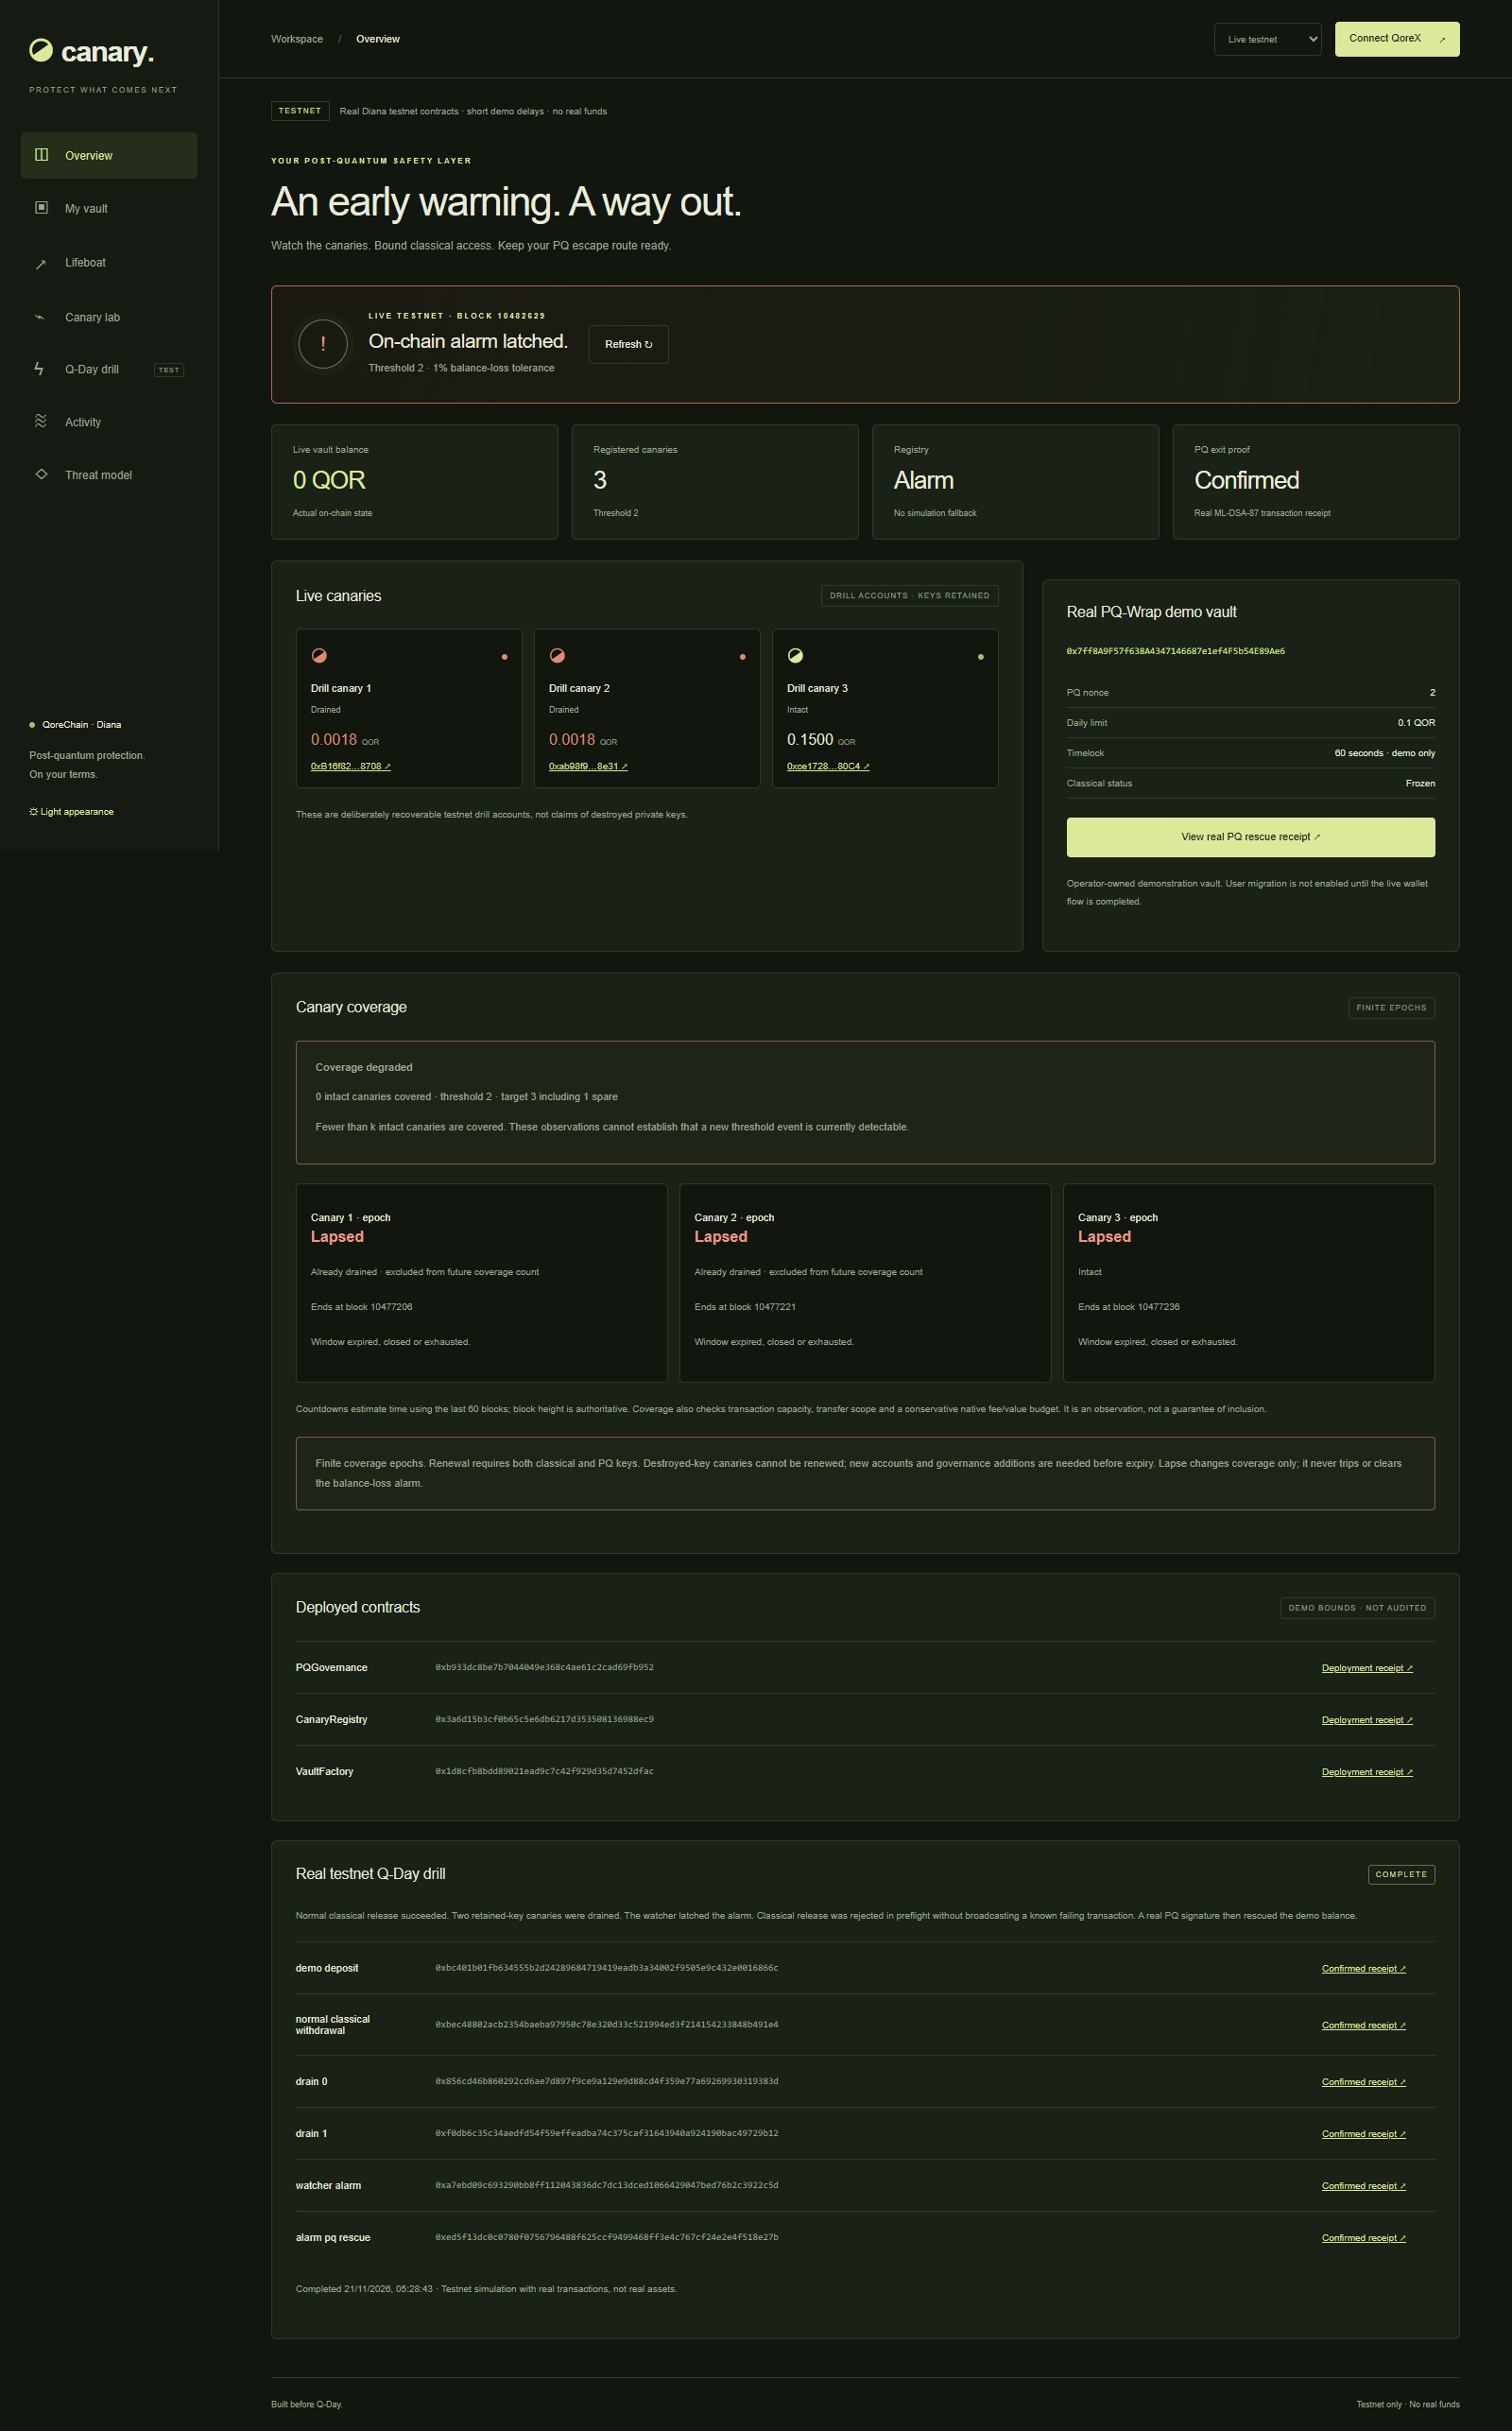 canary.
PROTECT WHAT COMES NEXT
Overview
My vault
Lifeboat
Canary lab
Q-Day drill TEST
Activity
Threat model
QoreChain · Diana
Post-quantum protection.
On your terms.
Light appearance
Workspace / Overview
Live testnet
Connect QoreX ↗
TESTNET Real Diana testnet contracts · short demo delays · no real funds
YOUR POST-QUANTUM SAFETY LAYER
An early warning. A way out.
Watch the canaries. Bound classical access. Keep your PQ escape route ready.
!
LIVE TESTNET · BLOCK 10482629
On-chain alarm latched.
Threshold 2 · 1% balance-loss tolerance
Refresh ↻
Live vault balance
0 QOR
Actual on-chain state
Registered canaries
3
Threshold 2
Registry
Alarm
No simulation fallback
PQ exit proof
Confirmed
Real ML-DSA-87 transaction receipt
Live canaries
DRILL ACCOUNTS · KEYS RETAINED
Drill canary 1
Drained
0.0018 QOR
0xB16f82…8708 ↗
Drill canary 2
Drained
0.0018 QOR
0xab98f9…8e31 ↗
Drill canary 3
Intact
0.1500 QOR
0xce1728…80C4 ↗
These are deliberately recoverable testnet drill accounts, not claims of destroyed private keys.
Real PQ-Wrap demo vault
0x7ff8A9F57f638A4347146687e1ef4F5b54E89Ae6
PQ nonce 2
Daily limit 0.1 QOR
Timelock 60 seconds · demo only
Classical status Frozen
View real PQ rescue receipt ↗
Operator-owned demonstration vault. User migration is not enabled until the live wallet
flow is completed.
Canary coverage
FINITE EPOCHS
Coverage degraded
0 intact canaries covered · threshold 2 · target 3 including 1 spare
Fewer than k intact canaries are covered. These observations cannot establish that a new threshold event is currently detectable.
Canary 1 · epoch
Lapsed
Already drained · excluded from future coverage count
Ends at block 10477206
Window expired, closed or exhausted.
Canary 2 · epoch
Lapsed
Already drained · excluded from future coverage count
Ends at block 10477221
Window expired, closed or exhausted.
Canary 3 · epoch
Lapsed
Intact
Ends at block 10477236
Window expired, closed or exhausted.
Countdowns estimate time using the last 60 blocks; block height is authoritative. Coverage also checks transaction capacity, transfer scope and a conservative native fee/value budget. It is an observation, not a guarantee of inclusion.
Finite coverage epochs. Renewal requires both classical and PQ keys. Destroyed-key canaries cannot be renewed; new accounts and governance additions are needed before expiry. Lapse changes coverage only; it never trips or clears
the balance-loss alarm.
Deployed contracts
DEMO BOUNDS · NOT AUDITED
PQGovernance 0xb933dc8be7b7044049e368c4ae61c2cad69fb952 Deployment receipt ↗
CanaryRegistry 0x3a6d15b3cf0b65c5e6db6217d353508136988ec9 Deployment receipt ↗
VaultFactory 0x1d8cfb8bdd89021ead9c7c42f929d35d7452dfac Deployment receipt ↗
Real testnet Q-Day drill
COMPLETE
Normal classical release succeeded. Two retained-key canaries were drained. The watcher latched the alarm. Classical release was rejected in preflight without broadcasting a known failing transaction. A real PQ signature then rescued the demo balance.
demo deposit 0xbc401b01fb634555b2d24289684719419eadb3a34002f9505e9c432e0016866c Confirmed receipt ↗
normal classical
withdrawal 0xbec48802acb2354baeba97950c78e320d33c521994ed3f214154233848b491e4 Confirmed receipt ↗
drain 0 0x856cd46b860292cd6ae7d897f9ce9a129e9d88cd4f359e77a69269930319383d Confirmed receipt ↗
drain 1 0xf0db6c35c34aedfd54f59effeadba74c375caf31643940a924190bac49729b12 Confirmed receipt ↗
watcher alarm 0xa7ebd09c693290bb8ff112043836dc7dc13dced1066429047bed76b2c3922c5d Confirmed receipt ↗
alarm pq rescue 0xed5f13dc0c0780f0756796488f625ccf9499468ff3e4c767cf24e2e4f518e27b Confirmed receipt ↗
Completed 21/11/2026, 05:28:43 · Testnet simulation with real transactions, not real assets.
Built before Q-Day.
Testnet only · No real funds